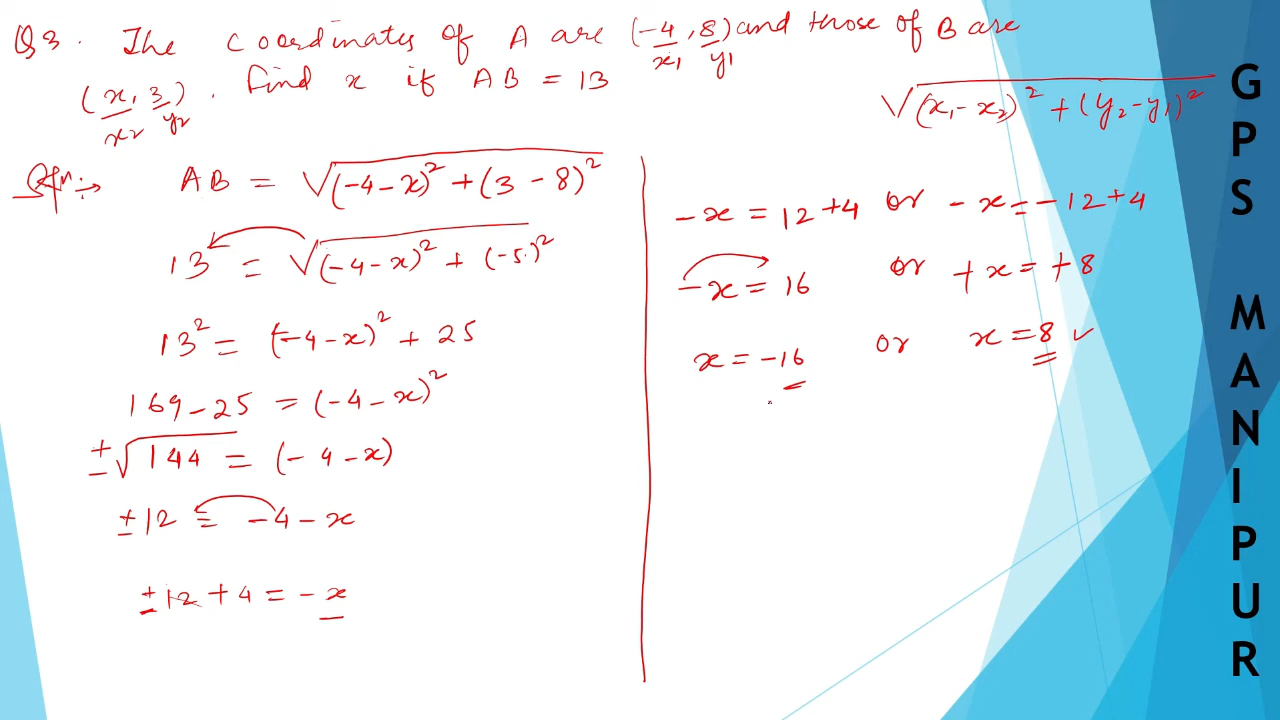 Q3. The coordinates of A are (-4, 8) and those of B are
x₁ y₁
(x, 3). Find x if AB = 13
x₂ y₂
√(x₁-x₂)² + (y₂-y₁)²
Soln :→ AB = √(-4-x)² + (3-8)²
13 = √(-4-x)² + (-5)²
13² = (-4-x)² + 25
169-25 = (-4-x)²
±√144 = (-4-x)
±12 = -4-x
±12+4 = -x
-x = 12+4 or -x = -12+4
-x = 16 or +x = +8
x = -16 or x = 8 ✓
G
P
S
M
A
N
I
P
U
R